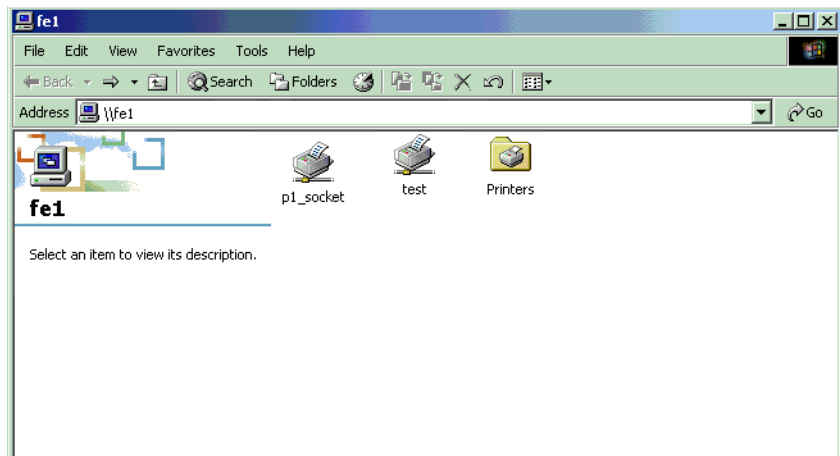 fe1
File Edit View Favorites Tools Help
Back Search Folders
Address \\fe1 Go
fe1
p1_socket test Printers
Select an item to view its description.